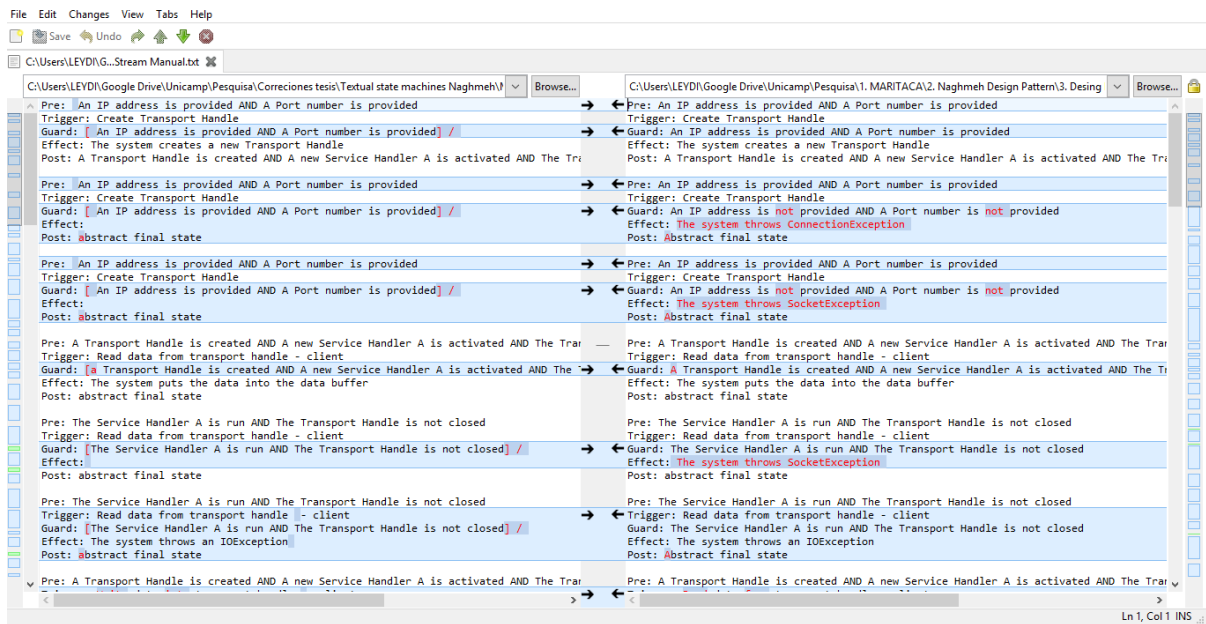 File Edit Changes View Tabs Help
Save Undo
C:\Users\LEYDI\G...Stream Manual.txt
C:\Users\LEYDI\Google Drive\Unicamp\Pesquisa\Correciones tesis\Textual state machines Naghmeh\ Browse...
Pre: An IP address is provided AND A Port number is provided
Trigger: Create Transport Handle
Guard: [ An IP address is provided AND A Port number is provided] /
Effect: The system creates a new Transport Handle
Post: A Transport Handle is created AND A new Service Handler A is activated AND The Tra
Pre: An IP address is provided AND A Port number is provided
Trigger: Create Transport Handle
Guard: [ An IP address is provided AND A Port number is provided] /
Effect:
Post: abstract final state
Pre: An IP address is provided AND A Port number is provided
Trigger: Create Transport Handle
Guard: [ An IP address is provided AND A Port number is provided] /
Effect:
Post: abstract final state
Pre: A Transport Handle is created AND A new Service Handler A is activated AND The Tra
Trigger: Read data from transport handle - client
Guard: [a Transport Handle is created AND A new Service Handler A is activated AND The
Effect: The system puts the data into the data buffer
Post: abstract final state
Pre: The Service Handler A is run AND The Transport Handle is not closed
Trigger: Read data from transport handle - client
Guard: [The Service Handler A is run AND The Transport Handle is not closed] /
Effect:
Post: abstract final state
Pre: The Service Handler A is run AND The Transport Handle is not closed
Trigger: Read data from transport handle - client
Guard: [The Service Handler A is run AND The Transport Handle is not closed] /
Effect: The system throws an IOException
Post: abstract final state
Pre: A Transport Handle is created AND A new Service Handler A is activated AND The Tra
C:\Users\LEYDI\Google Drive\Unicamp\Pesquisa\1. MARITACA\2. Naghmeh Design Pattern\3. Desing Browse...
Pre: An IP address is provided AND A Port number is provided
Trigger: Create Transport Handle
Guard: An IP address is provided AND A Port number is provided
Effect: The system creates a new Transport Handle
Post: A Transport Handle is created AND A new Service Handler A is activated AND The Tra
Pre: An IP address is provided AND A Port number is provided
Trigger: Create Transport Handle
Guard: An IP address is not provided AND A Port number is not provided
Effect: The system throws ConnectionException
Post: Abstract final state
Pre: An IP address is provided AND A Port number is provided
Trigger: Create Transport Handle
Guard: An IP address is not provided AND A Port number is not provided
Effect: The system throws SocketException
Post: Abstract final state
Pre: A Transport Handle is created AND A new Service Handler A is activated AND The Tra
Trigger: Read data from transport handle - client
Guard: A Transport Handle is created AND A new Service Handler A is activated AND The Tr
Effect: The system puts the data into the data buffer
Post: abstract final state
Pre: The Service Handler A is run AND The Transport Handle is not closed
Trigger: Read data from transport handle - client
Guard: The Service Handler A is run AND The Transport Handle is not closed
Effect: The system throws SocketException
Post: abstract final state
Pre: The Service Handler A is run AND The Transport Handle is not closed
Trigger: Read data from transport handle - client
Guard: The Service Handler A is run AND The Transport Handle is not closed
Effect: The system throws an IOException
Post: Abstract final state
Pre: A Transport Handle is created AND A new Service Handler A is activated AND The Tra
Ln 1, Col 1 INS